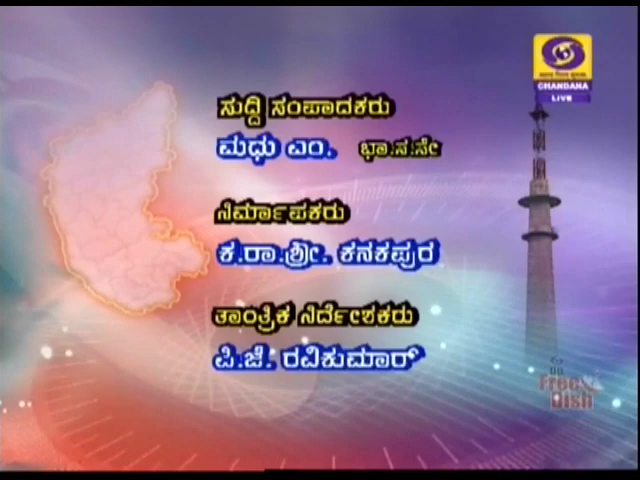 CHANDANA
LIVE
ಸುದ್ದಿ ಸಂಪಾದಕರು
ಮಧು ಎಂ. ಭಾ.ಸ.ಸೇ
ನಿರ್ಮಾಪಕರು
ಕ.ರಾ.ಶ್ರೀ. ಕನಕಪುರ
ತಾಂತ್ರಿಕ ನಿರ್ದೇಶಕರು
ಪಿ.ಜೆ. ರವಿಕುಮಾರ್
Free
Dish